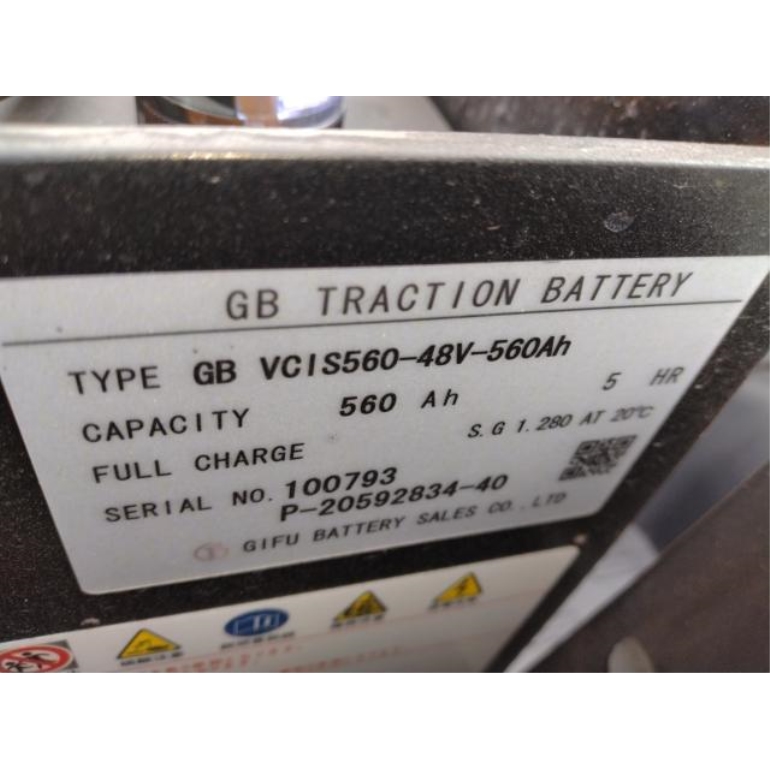 GB TRACTION BATTERY
TYPE GB VCIS560-48V-560Ah
CAPACITY 560 Ah 5 HR
FULL CHARGE S.G 1.280 AT 20℃
SERIAL NO. 100793
P-20592834-40
GIFU BATTERY SALES CO., LTD